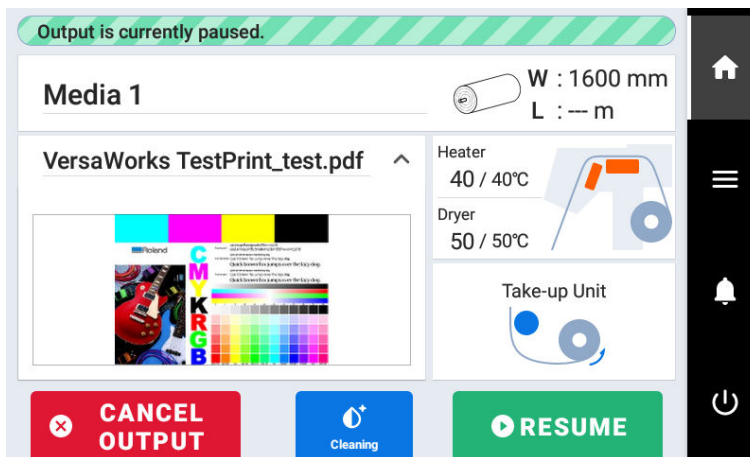 Output is currently paused.
Media 1
W : 1600 mm
L : --- m
VersaWorks TestPrint_test.pdf
Heater
40 / 40℃
Dryer
50 / 50℃
Roland
C
M
Y
K
R
G
B
Take-up Unit
CANCEL
OUTPUT
Cleaning
RESUME